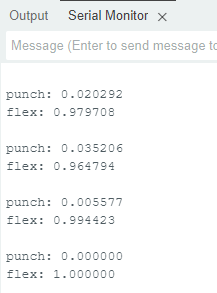 Output Serial Monitor
Message (Enter to send message to
punch: 0.020292
flex: 0.979708
punch: 0.035206
flex: 0.964794
punch: 0.005577
flex: 0.994423
punch: 0.000000
flex: 1.000000